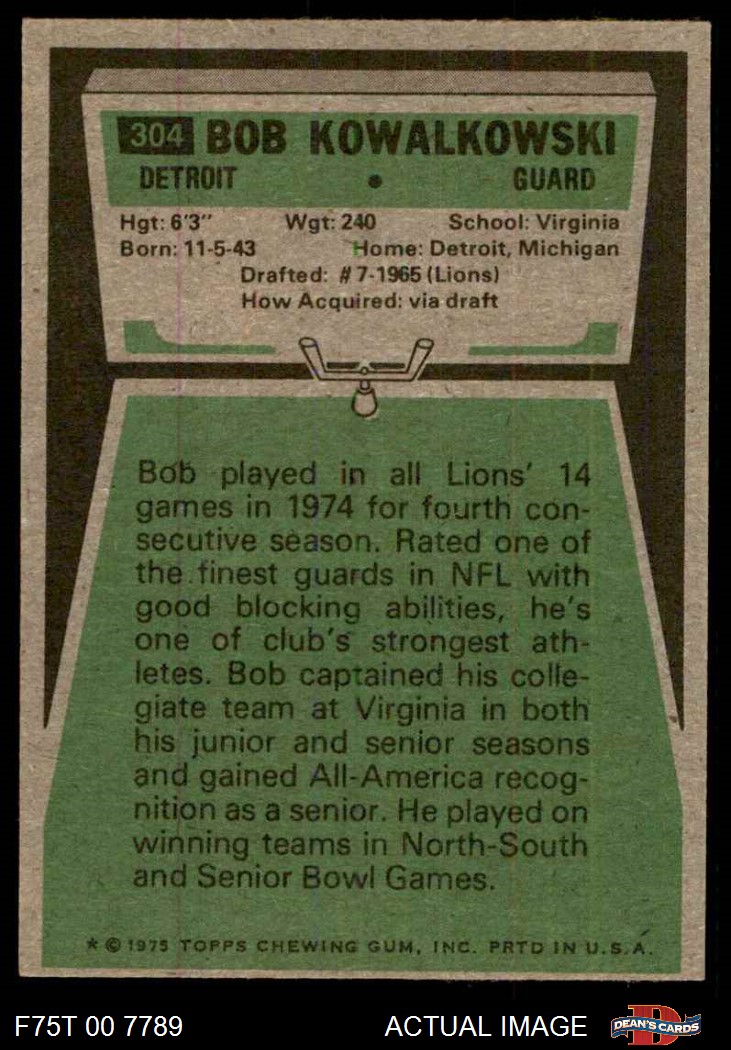 304 BOB KOWALKOWSKI
DETROIT • GUARD
Hgt: 6'3" Wgt: 240 School: Virginia
Born: 11-5-43 Home: Detroit, Michigan
Drafted: #7-1965 (Lions)
How Acquired: via draft
Bob played in all Lions' 14
games in 1974 for fourth con-
secutive season. Rated one of
the finest guards in NFL with
good blocking abilities, he's
one of club's strongest ath-
letes. Bob captained his colle-
giate team at Virginia in both
his junior and senior seasons
and gained All-America recog-
nition as a senior. He played on
winning teams in North-South
and Senior Bowl Games.
* © 1975 TOPPS CHEWING GUM, INC. PRTD IN U.S.A.
F75T 00 7789 ACTUAL IMAGE D DEAN'S CARDS